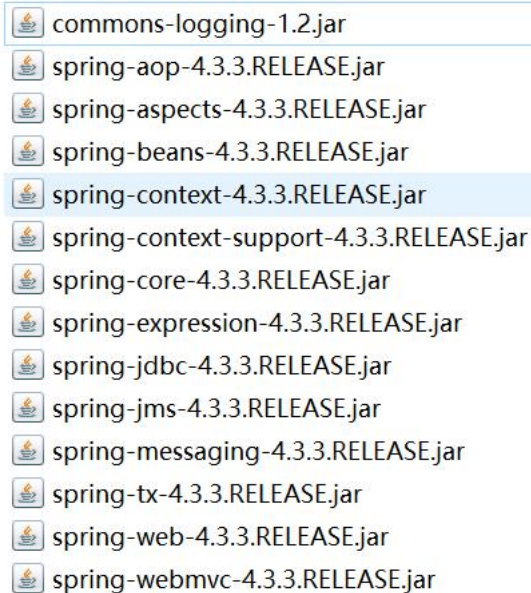 commons-logging-1.2.jar
spring-aop-4.3.3.RELEASE.jar
spring-aspects-4.3.3.RELEASE.jar
spring-beans-4.3.3.RELEASE.jar
spring-context-4.3.3.RELEASE.jar
spring-context-support-4.3.3.RELEASE.jar
spring-core-4.3.3.RELEASE.jar
spring-expression-4.3.3.RELEASE.jar
spring-jdbc-4.3.3.RELEASE.jar
spring-jms-4.3.3.RELEASE.jar
spring-messaging-4.3.3.RELEASE.jar
spring-tx-4.3.3.RELEASE.jar
spring-web-4.3.3.RELEASE.jar
spring-webmvc-4.3.3.RELEASE.jar